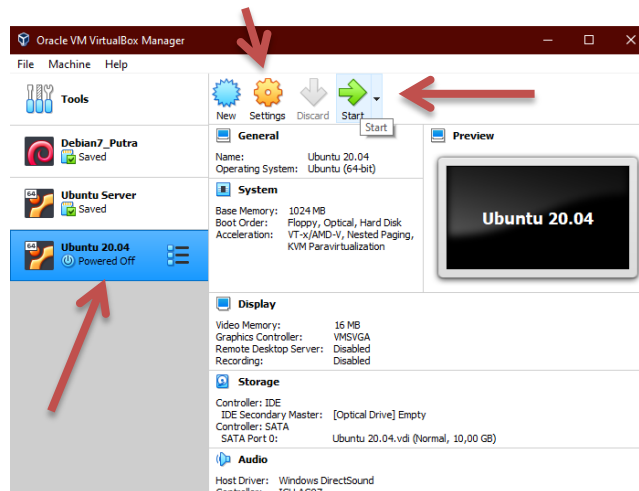 Oracle VM VirtualBox Manager
File Machine Help
Tools
New Settings Discard Start
Start
Debian7_Putra
Saved
64
Ubuntu Server
Saved
64
Ubuntu 20.04
Powered Off
General
Name: Ubuntu 20.04
Operating System: Ubuntu (64-bit)
Preview
Ubuntu 20.04
System
Base Memory: 1024 MB
Boot Order: Floppy, Optical, Hard Disk
Acceleration: VT-x/AMD-V, Nested Paging,
KVM Paravirtualization
Display
Video Memory: 16 MB
Graphics Controller: VMSVGA
Remote Desktop Server: Disabled
Recording: Disabled
Storage
Controller: IDE
IDE Secondary Master: [Optical Drive] Empty
Controller: SATA
SATA Port 0: Ubuntu 20.04.vdi (Normal, 10,00 GB)
Audio
Host Driver: Windows DirectSound